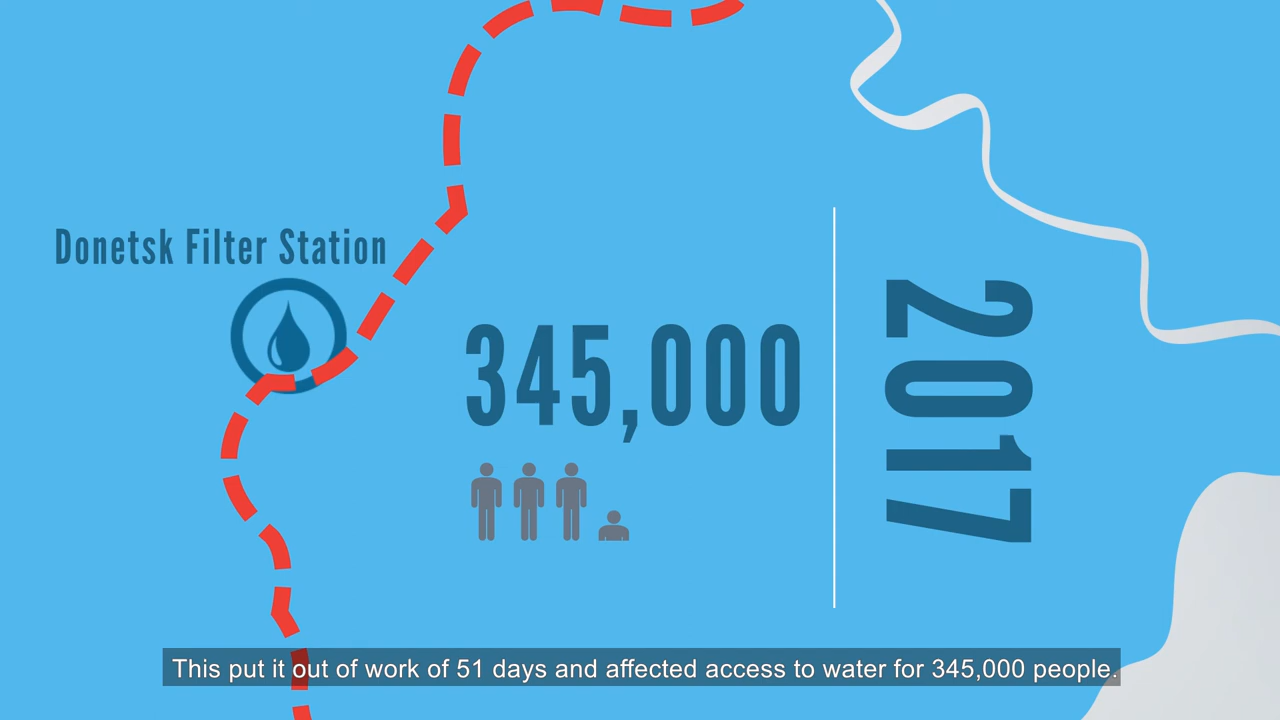 Donetsk Filter Station
345,000
2017
This put it out of work of 51 days and affected access to water for 345,000 people.